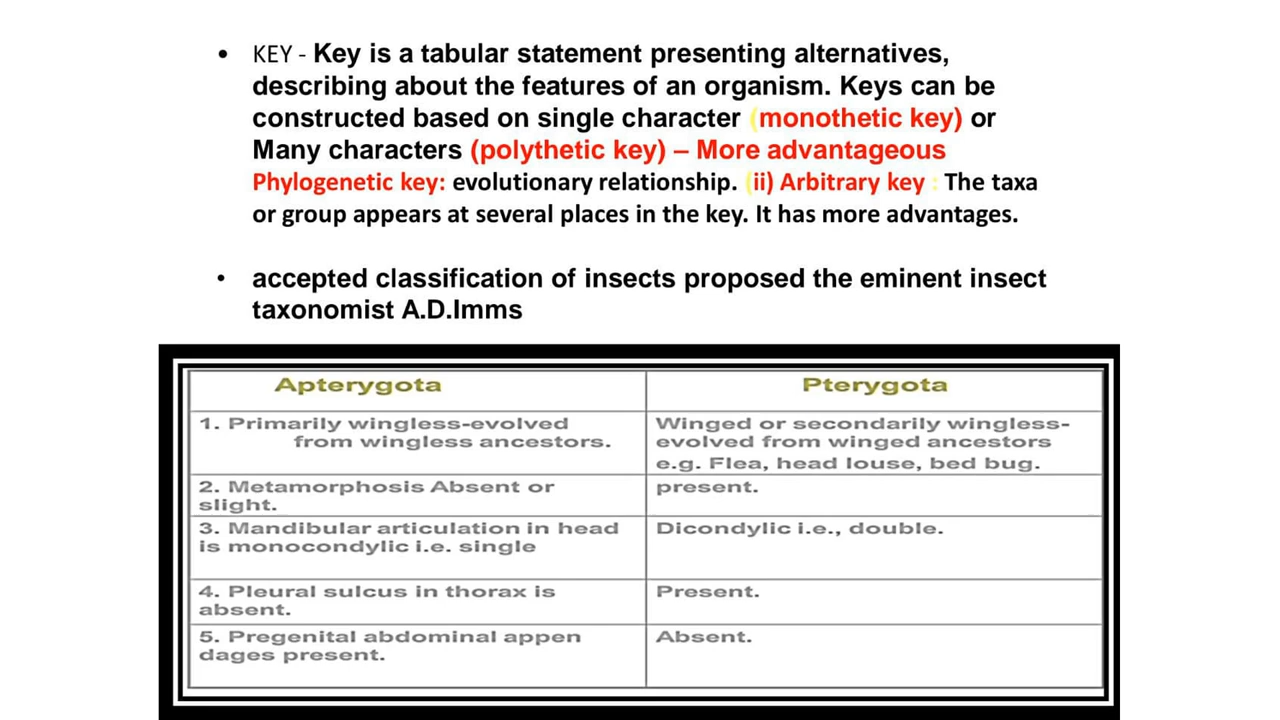 • KEY - Key is a tabular statement presenting alternatives,
describing about the features of an organism. Keys can be
constructed based on single character (monothetic key) or
Many characters (polythetic key) – More advantageous
Phylogenetic key: evolutionary relationship. (ii) Arbitrary key : The taxa
or group appears at several places in the key. It has more advantages.
• accepted classification of insects proposed the eminent insect
taxonomist A.D.Imms
Apterygota
Pterygota
1. Primarily wingless-evolved
from wingless ancestors.
Winged or secondarily wingless-
evolved from winged ancestors
e.g. Flea, head louse, bed bug.
2. Metamorphosis Absent or
slight.
present.
3. Mandibular articulation in head
is monocondylic i.e. single
Dicondylic i.e., double.
4. Pleural sulcus in thorax is
absent.
Present.
5. Pregenital abdominal appen
dages present.
Absent.